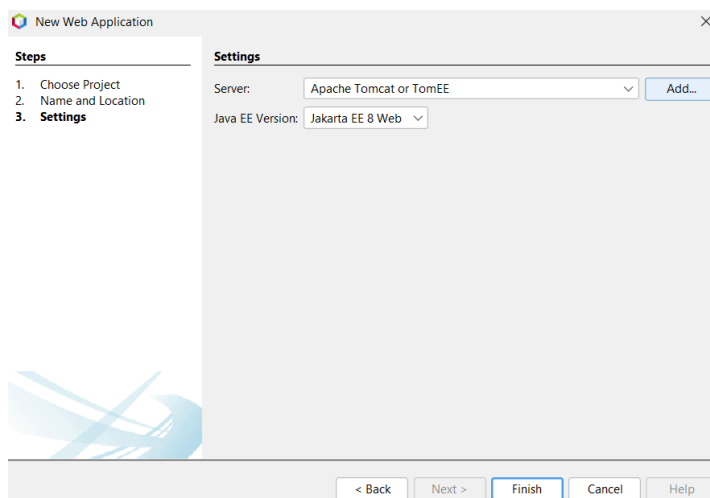 New Web Application
Steps
1. Choose Project
2. Name and Location
3. Settings
Settings
Server: Apache Tomcat or TomEE Add...
Java EE Version: Jakarta EE 8 Web
< Back Next > Finish Cancel Help